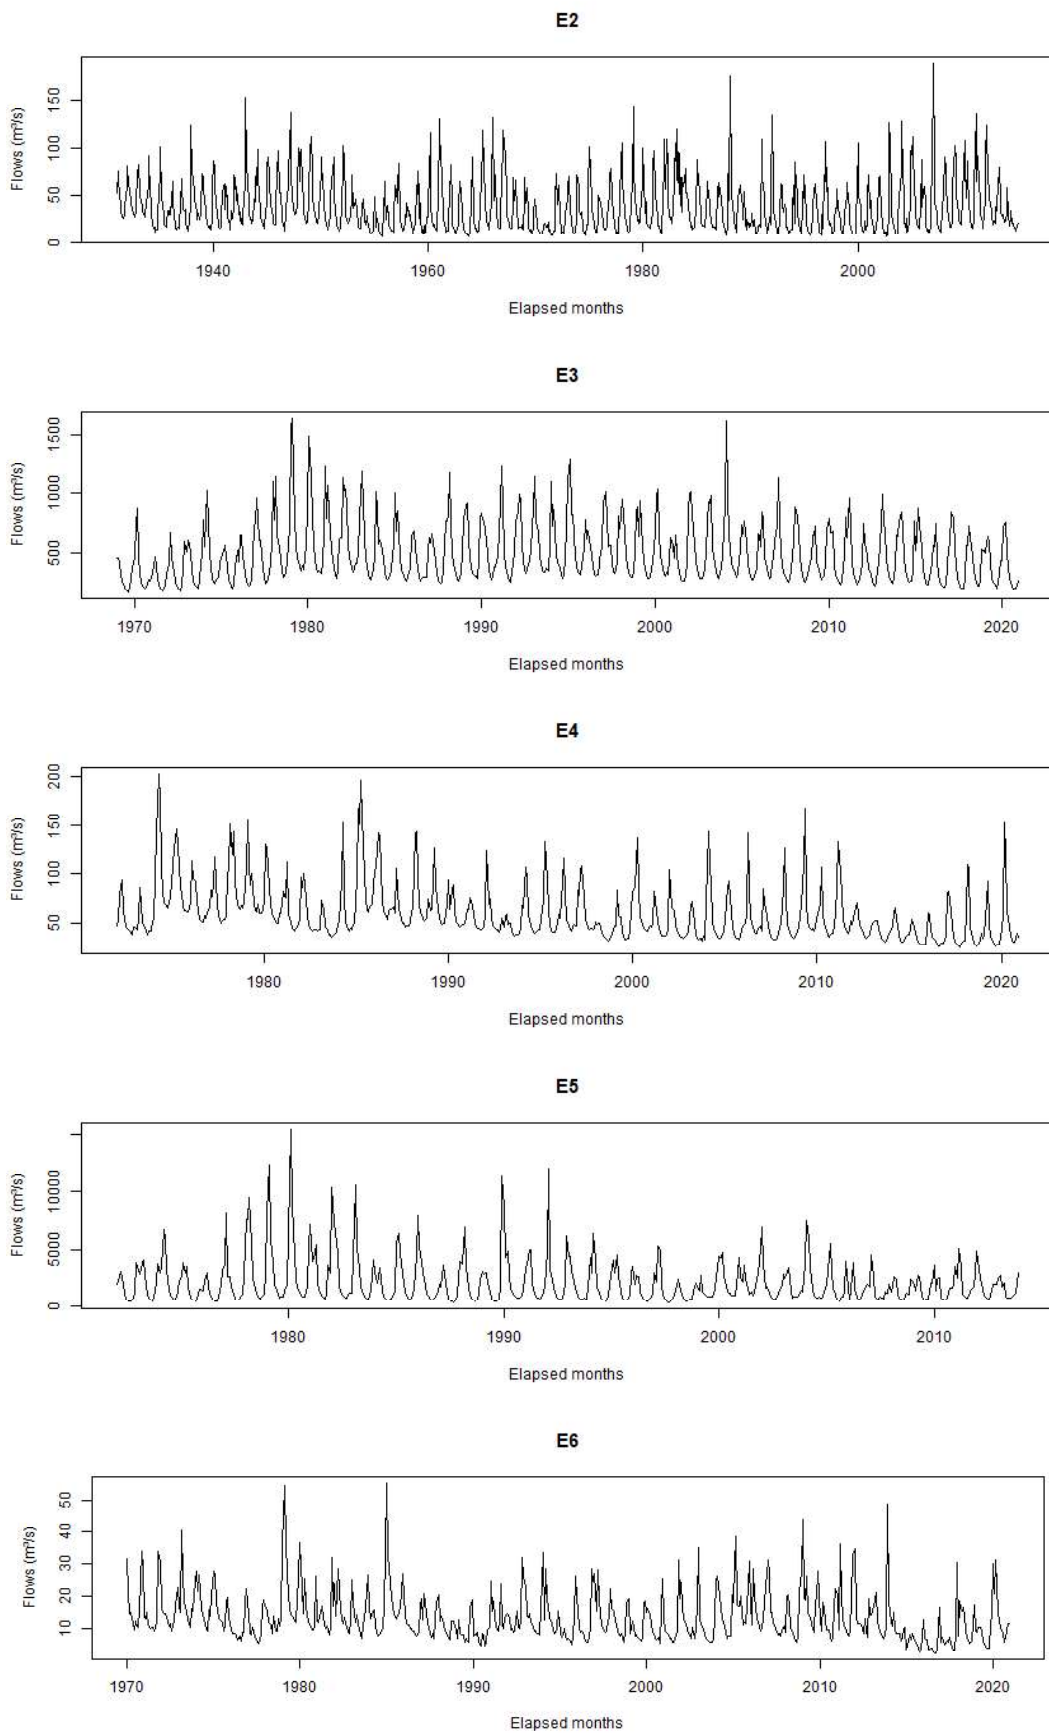 E2
Flows (m³/s)
0 50 100 150
1940 1960 1980 2000
Elapsed months
E3
Flows (m³/s)
500 1000 1500
1970 1980 1990 2000 2010 2020
Elapsed months
E4
Flows (m³/s)
50 100 150 200
1980 1990 2000 2010 2020
Elapsed months
E5
Flows (m³/s)
0 5000 10000
1980 1990 2000 2010
Elapsed months
E6
Flows (m³/s)
10 20 30 40 50
1970 1980 1990 2000 2010 2020
Elapsed months